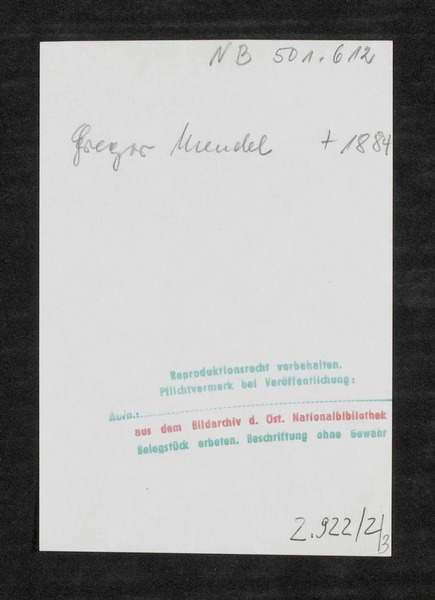 NB 501.612
Gregor Mendel † 1884
Reproduktionsrecht vorbehalten.
Pflichtvermerk bei Veröffentlichung:
Aufn.:
aus dem Bildarchiv d. Öst. Nationalbibliothek
Belegstück erbeten. Beschriftung ohne Gewähr
2.922/2/3